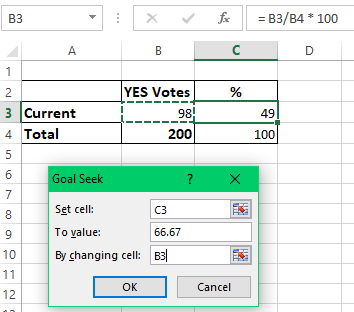 B3 fx = B3/B4 * 100
A B C D
1
2 YES Votes %
3 Current 98 49
4 Total 200 100
5
6
7
8
9
10
11
12
13
Goal Seek ? ×
Set cell: C3
To value: 66.67
By changing cell: B3
OK Cancel